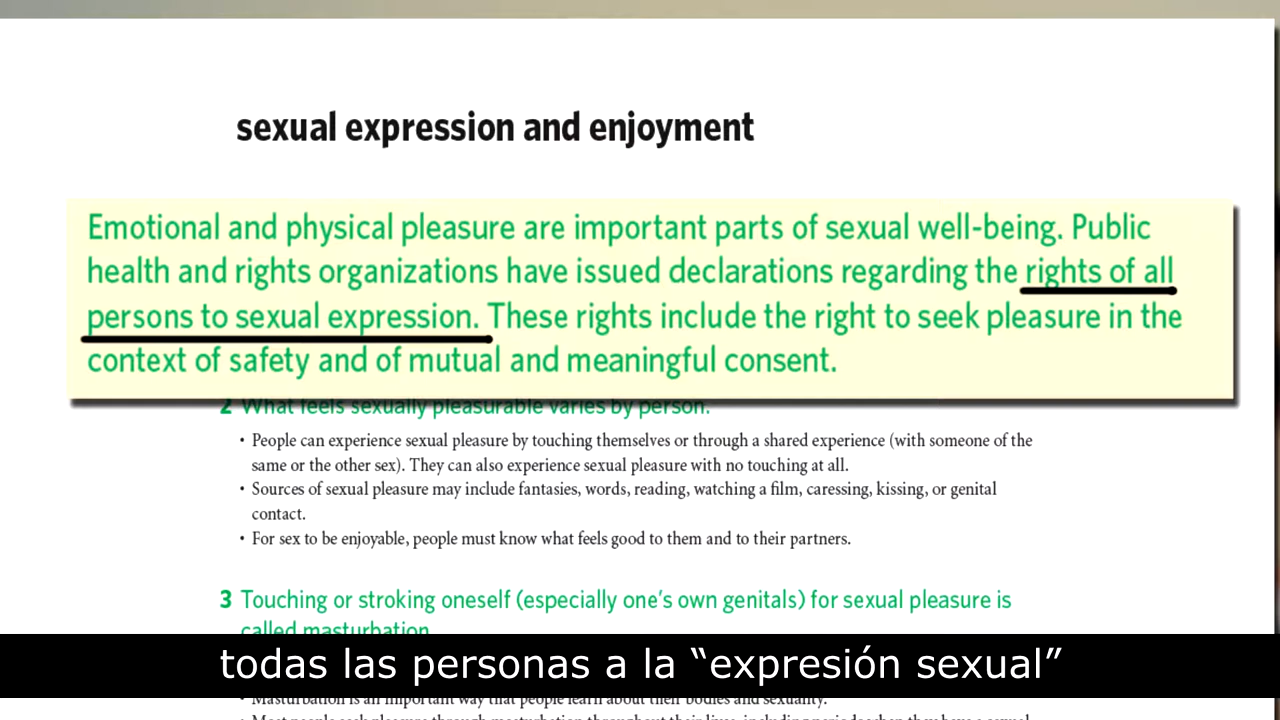 sexual expression and enjoyment
Emotional and physical pleasure are important parts of sexual well-being. Public
health and rights organizations have issued declarations regarding the rights of all
persons to sexual expression. These rights include the right to seek pleasure in the
context of safety and of mutual and meaningful consent.
2 What feels sexually pleasurable varies by person.
• People can experience sexual pleasure by touching themselves or through a shared experience (with someone of the
same or the other sex). They can also experience sexual pleasure with no touching at all.
• Sources of sexual pleasure may include fantasies, words, reading, watching a film, caressing, kissing, or genital
contact.
• For sex to be enjoyable, people must know what feels good to them and to their partners.
3 Touching or stroking oneself (especially one's own genitals) for sexual pleasure is
called masturbation.
todas las personas a la “expresión sexual”
• Masturbation is an important way that people learn about their bodies and sexuality.